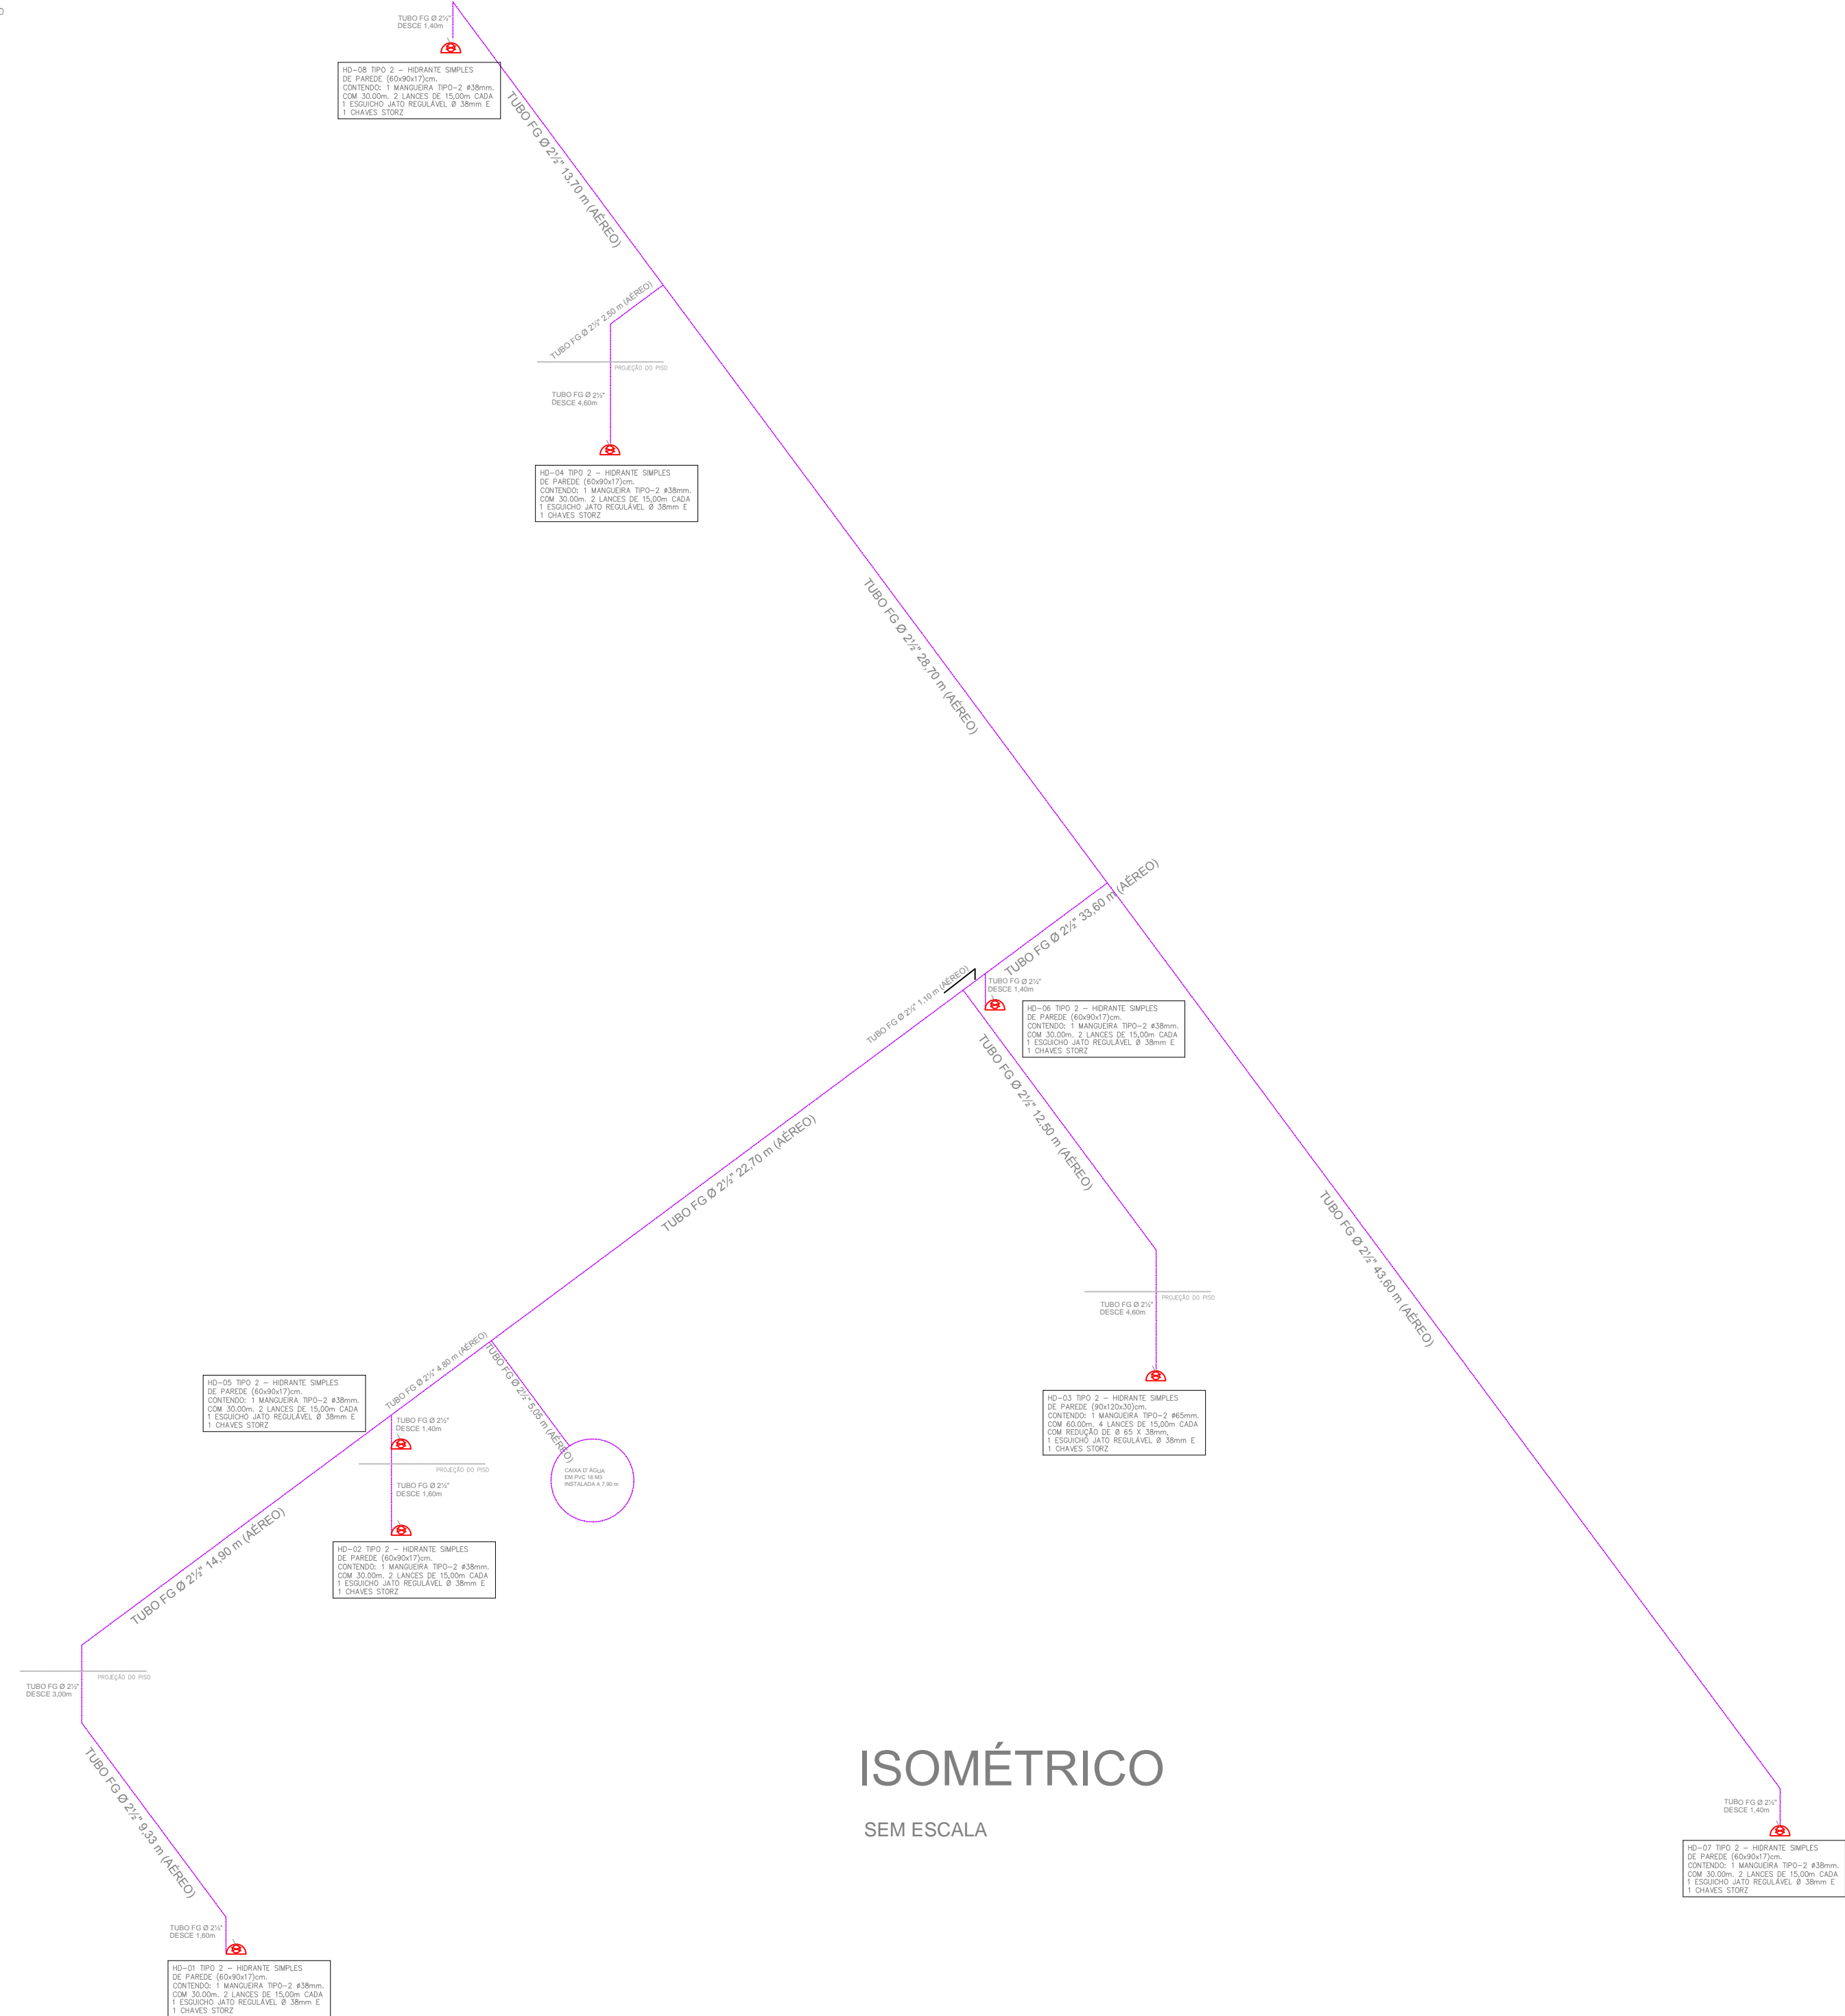 TUBO FG Ø 2½"
DESCE 1,40m
HD-08 TIPO 2 - HIDRANTE SIMPLES
DE PAREDE (60x90x17)cm.
CONTENDO: 1 MANGUEIRA TIPO-2 ø38mm.
COM 30.00m. 2 LANCES DE 15,00m CADA
1 ESGUICHO JATO REGULÁVEL Ø 38mm E
1 CHAVES STORZ
TUBO FG Ø 2½" 13,70 m (AÉREO)
TUBO FG Ø 2½" 2,50 m (AÉREO)
PROJEÇÃO DO PISO
TUBO FG Ø 2½"
DESCE 4,60m
HD-04 TIPO 2 - HIDRANTE SIMPLES
DE PAREDE (60x90x17)cm.
CONTENDO: 1 MANGUEIRA TIPO-2 ø38mm.
COM 30.00m. 2 LANCES DE 15,00m CADA
1 ESGUICHO JATO REGULÁVEL Ø 38mm E
1 CHAVES STORZ
TUBO FG Ø 2½" 28,70 m (AÉREO)
TUBO FG Ø 2½" 33,60 m (AÉREO)
TUBO FG Ø 2½" 1,10 m (AÉREO)
TUBO FG Ø 2½"
DESCE 1,40m
HD-06 TIPO 2 - HIDRANTE SIMPLES
DE PAREDE (60x90x17)cm.
CONTENDO: 1 MANGUEIRA TIPO-2 ø38mm.
COM 30.00m. 2 LANCES DE 15,00m CADA
1 ESGUICHO JATO REGULÁVEL Ø 38mm E
1 CHAVES STORZ
TUBO FG Ø 2½" 12,50 m (AÉREO)
TUBO FG Ø 2½" 22,70 m (AÉREO)
TUBO FG Ø 2½" 43,60 m (AÉREO)
PROJEÇÃO DO PISO
TUBO FG Ø 2½"
DESCE 4,60m
HD-03 TIPO 2 - HIDRANTE SIMPLES
DE PAREDE (90x120x30)cm.
CONTENDO: 1 MANGUEIRA TIPO-2 ø65mm.
COM 60.00m. 4 LANCES DE 15,00m CADA
COM REDUÇÃO DE Ø 65 X 38mm,
1 ESGUICHO JATO REGULÁVEL Ø 38mm E
1 CHAVES STORZ
TUBO FG Ø 2½" 4,80 m (AÉREO)
TUBO FG Ø 2½" 5,05 m (AÉREO)
HD-05 TIPO 2 - HIDRANTE SIMPLES
DE PAREDE (60x90x17)cm.
CONTENDO: 1 MANGUEIRA TIPO-2 ø38mm.
COM 30.00m. 2 LANCES DE 15,00m CADA
1 ESGUICHO JATO REGULÁVEL Ø 38mm E
1 CHAVES STORZ
TUBO FG Ø 2½"
DESCE 1,40m
PROJEÇÃO DO PISO
CAIXA D' ÁGUA
EM PVC 18 M3
INSTALADA A 7,90 m
TUBO FG Ø 2½"
DESCE 1,60m
HD-02 TIPO 2 - HIDRANTE SIMPLES
DE PAREDE (60x90x17)cm.
CONTENDO: 1 MANGUEIRA TIPO-2 ø38mm.
COM 30.00m. 2 LANCES DE 15,00m CADA
1 ESGUICHO JATO REGULÁVEL Ø 38mm E
1 CHAVES STORZ
TUBO FG Ø 2½" 14,90 m (AÉREO)
PROJEÇÃO DO PISO
TUBO FG Ø 2½"
DESCE 3,00m
TUBO FG Ø 2½" 9,33 m (AÉREO)
ISOMÉTRICO
SEM ESCALA
TUBO FG Ø 2½"
DESCE 1,40m
HD-07 TIPO 2 - HIDRANTE SIMPLES
DE PAREDE (60x90x17)cm.
CONTENDO: 1 MANGUEIRA TIPO-2 ø38mm.
COM 30.00m. 2 LANCES DE 15,00m CADA
1 ESGUICHO JATO REGULÁVEL Ø 38mm E
1 CHAVES STORZ
TUBO FG Ø 2½"
DESCE 1,60m
HD-01 TIPO 2 - HIDRANTE SIMPLES
DE PAREDE (60x90x17)cm.
CONTENDO: 1 MANGUEIRA TIPO-2 ø38mm.
COM 30.00m. 2 LANCES DE 15,00m CADA
1 ESGUICHO JATO REGULÁVEL Ø 38mm E
1 CHAVES STORZ